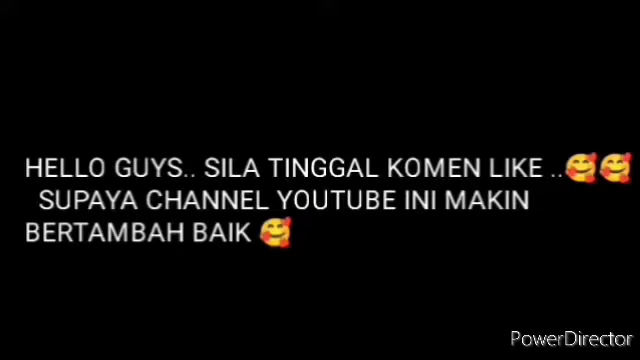 HELLO GUYS.. SILA TINGGAL KOMEN LIKE ..🥰🥰
SUPAYA CHANNEL YOUTUBE INI MAKIN
BERTAMBAH BAIK 🥰
PowerDirector